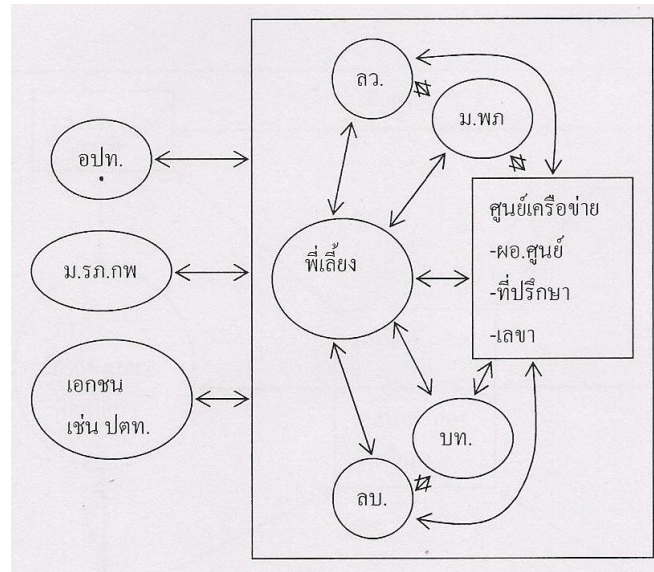 ลว.
ม.พภ
อปท.
ศูนย์เครือข่าย
-ผอ.ศูนย์
-ที่ปรึกษา
-เลขา
พี่เลี้ยง
ม.รภ.กพ
เอกชน
เช่น ปตท.
บท.
ลบ.